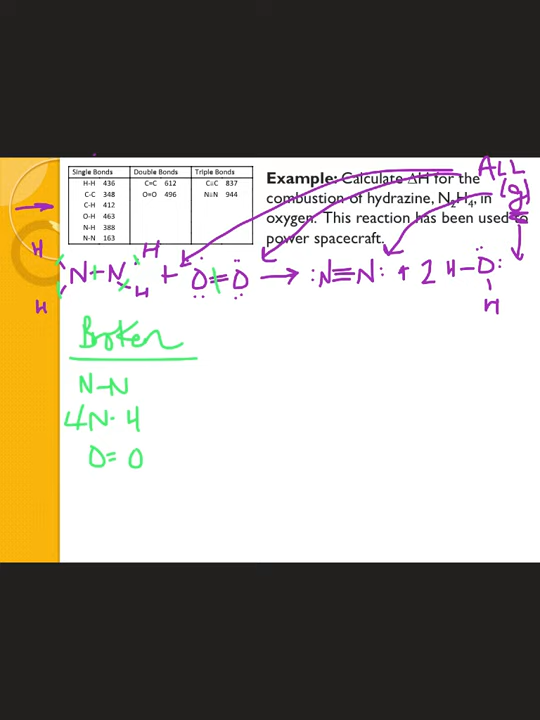 Single Bonds Double Bonds Triple Bonds
H-H 436 C=C 612 C≡C 837
C-C 348 O=O 496 N≡N 944
C-H 412
O-H 463
N-H 388
N-N 163
Example: Calculate ΔH for the
combustion of hydrazine, N₂H₄, in
oxygen. This reaction has been used to
power spacecraft.
ALL
(g)
H H
N-N + O=O → :N≡N: + 2 H-O:
H H H
Broken
N-N
4N-H
O=O